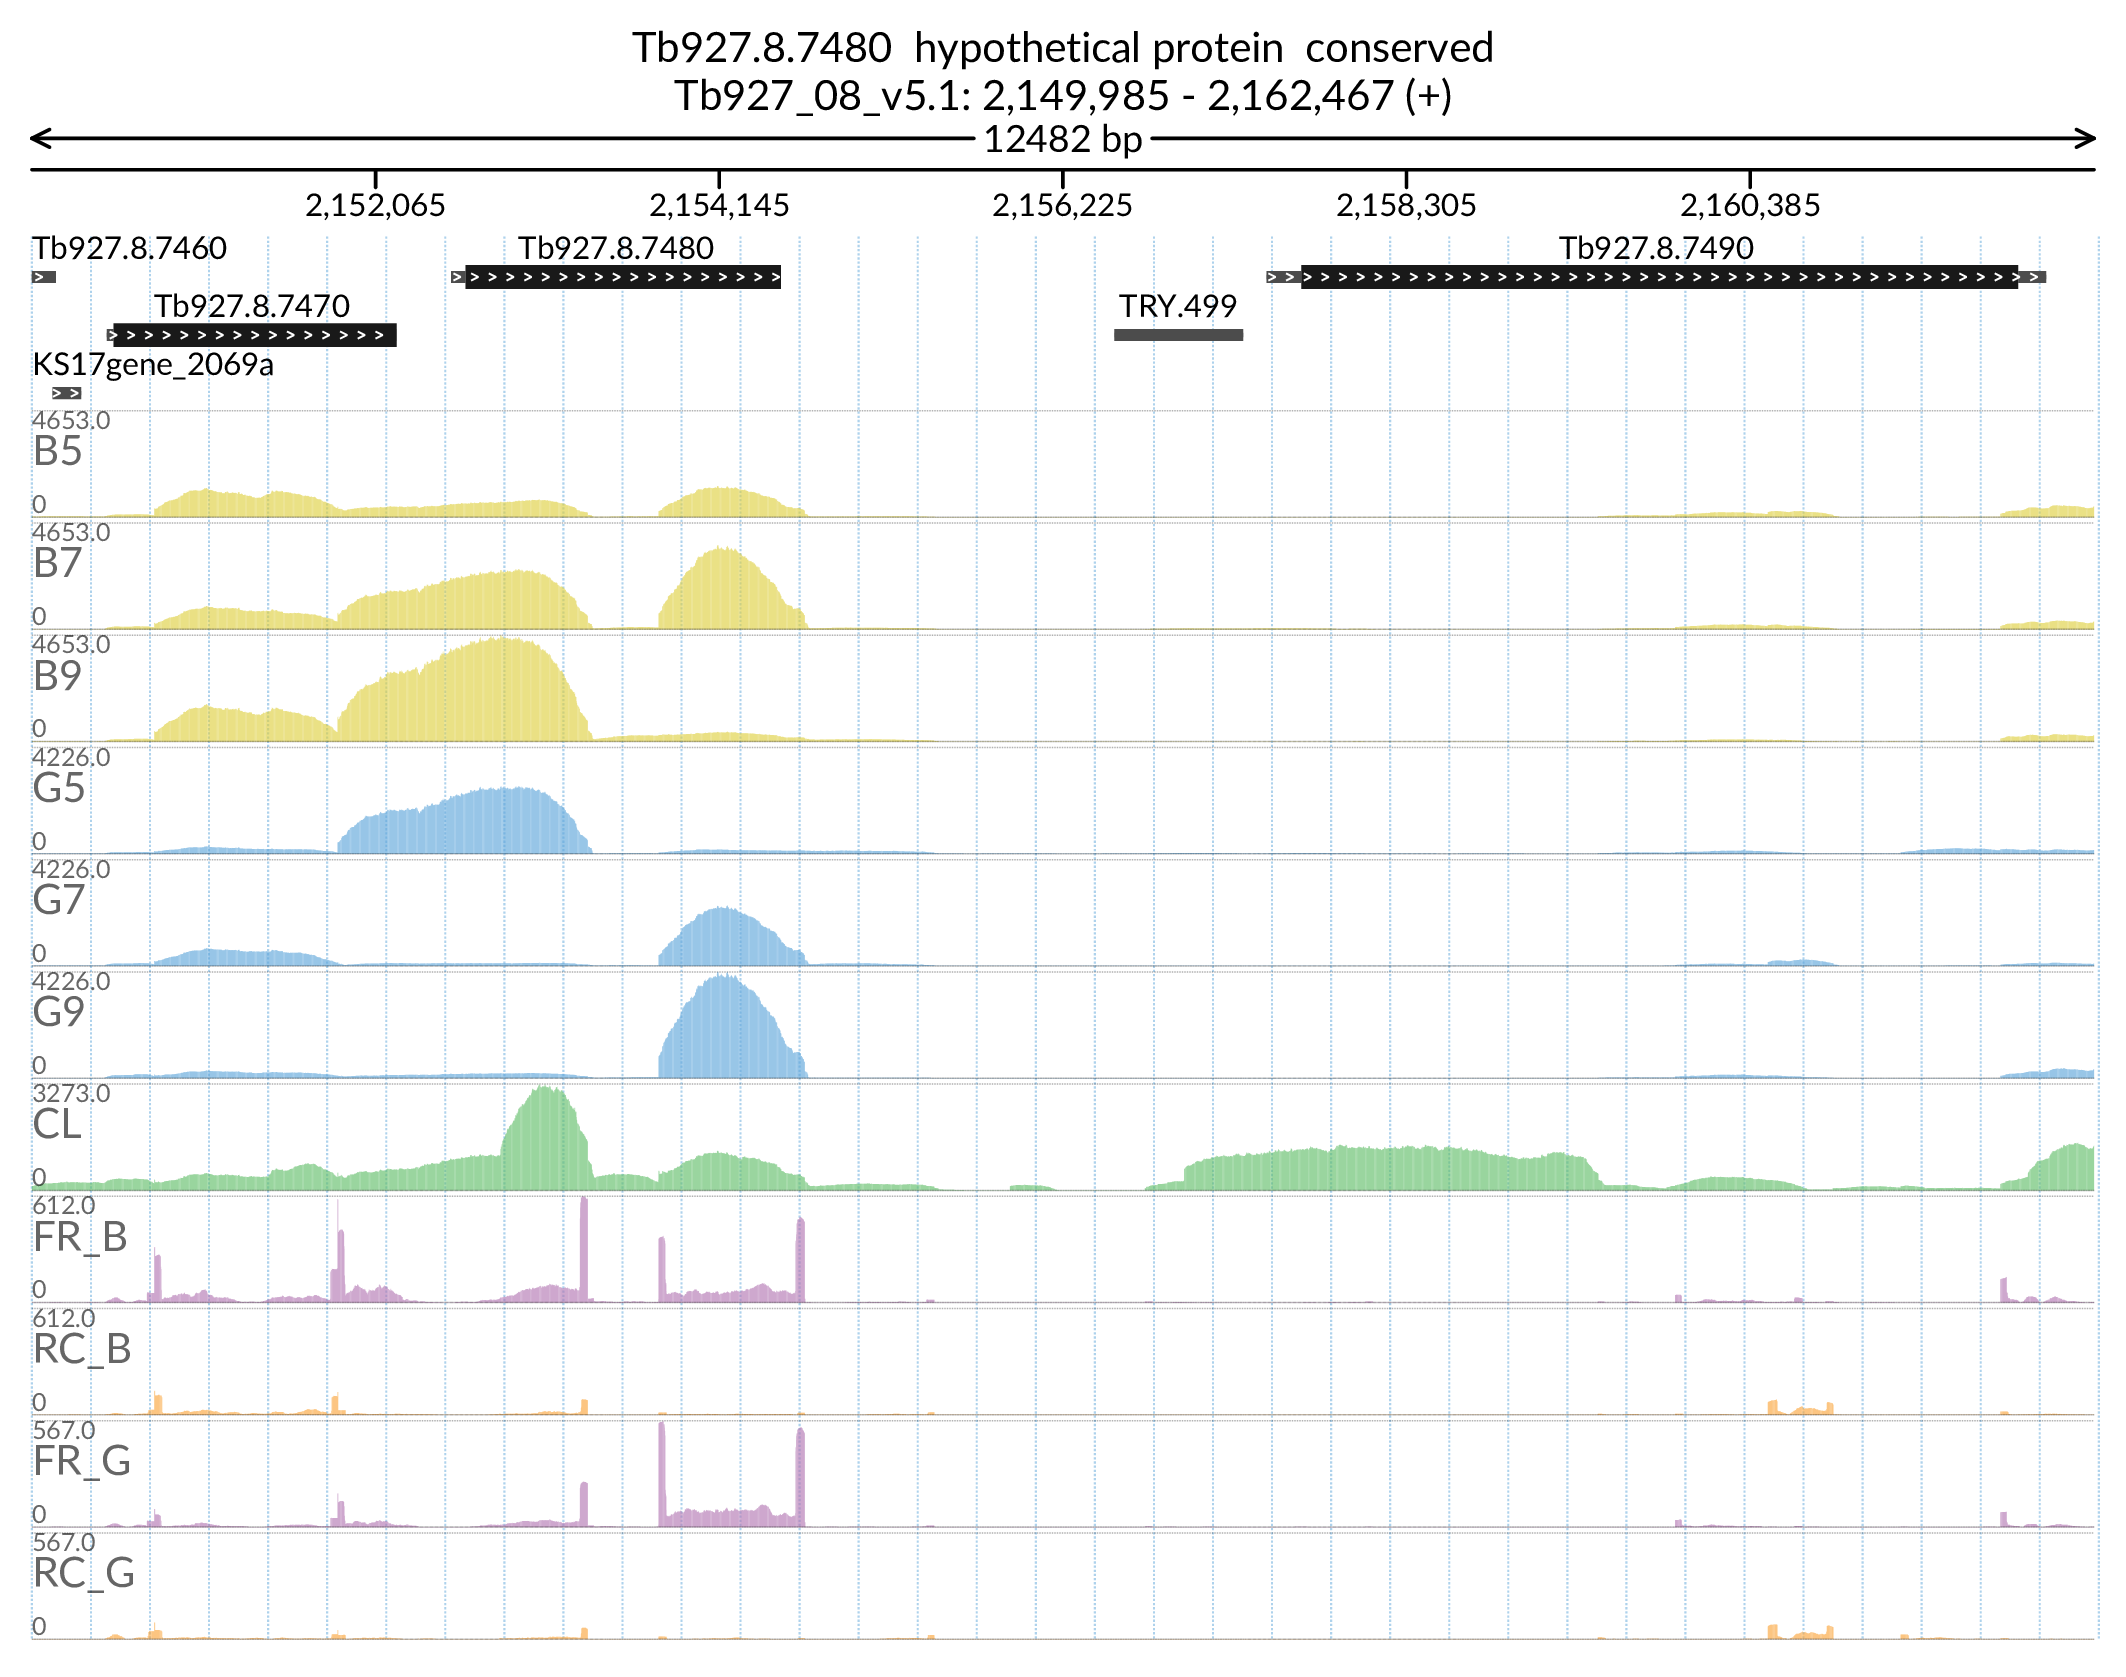 Tb927.8.7480  hypothetical protein  conserved
Tb927_08_v5.1: 2,149,985 - 2,162,467 (+)
12482 bp
2,152,065 2,154,145 2,156,225 2,158,305 2,160,385
Tb927.8.7460 Tb927.8.7480 Tb927.8.7490
Tb927.8.7470 TRY.499
KS17gene_2069a
4653.0
B5
0
4653.0
B7
0
4653.0
B9
0
4226.0
G5
0
4226.0
G7
0
4226.0
G9
0
3273.0
CL
0
612.0
FR_B
0
612.0
RC_B
0
567.0
FR_G
0
567.0
RC_G
0